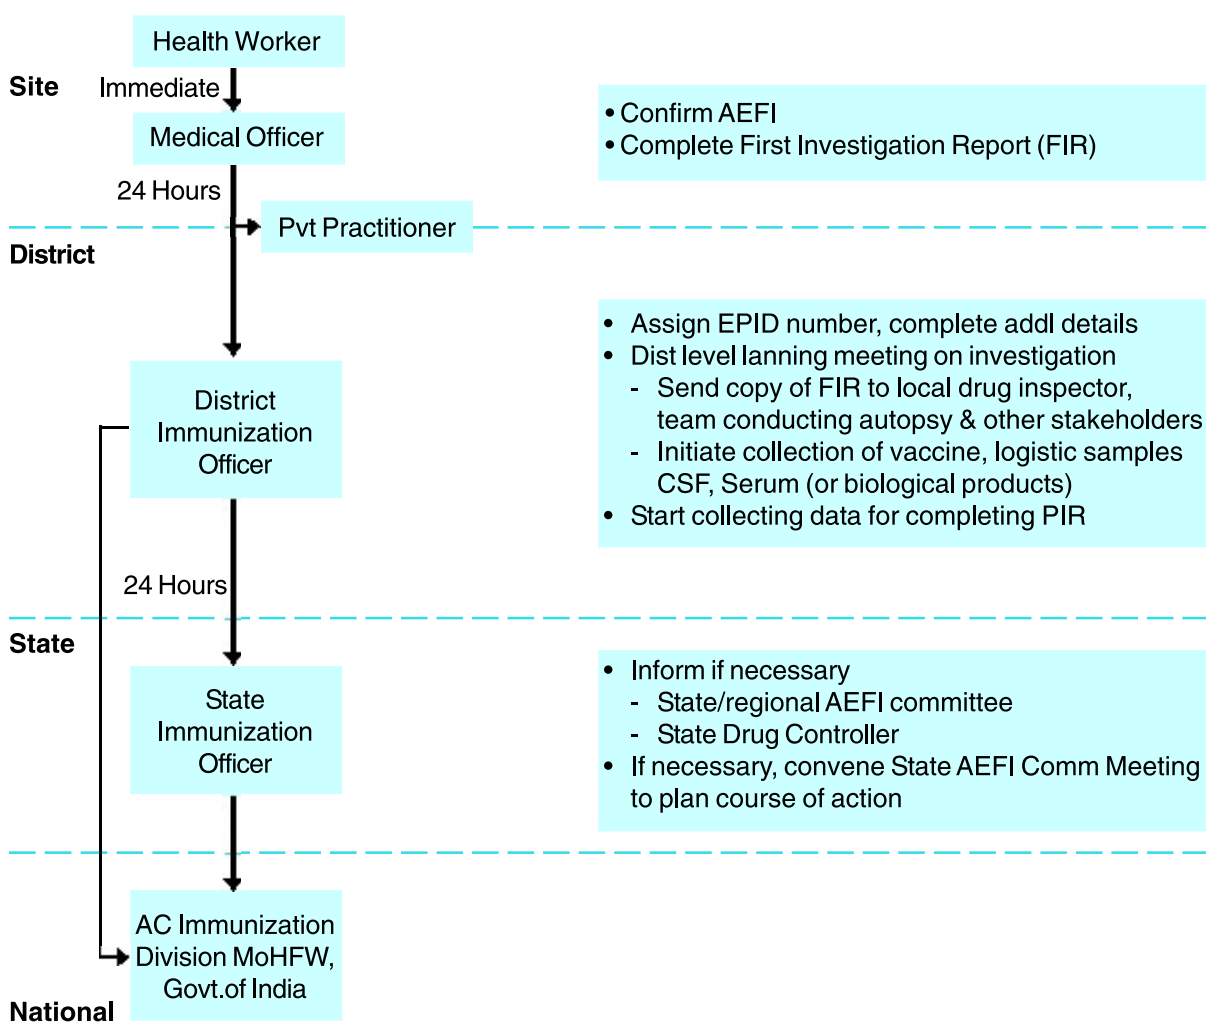 Health Worker
Site
Immediate
Medical Officer
• Confirm AEFI
• Complete First Investigation Report (FIR)
24 Hours
Pvt Practitioner
District
District
Immunization
Officer
• Assign EPID number, complete addl details
• Dist level lanning meeting on investigation
- Send copy of FIR to local drug inspector,
team conducting autopsy & other stakeholders
- Initiate collection of vaccine, logistic samples
CSF, Serum (or biological products)
• Start collecting data for completing PIR
24 Hours
State
State
Immunization
Officer
• Inform if necessary
- State/regional AEFI committee
- State Drug Controller
• If necessary, convene State AEFI Comm Meeting
to plan course of action
AC Immunization
Division MoHFW,
Govt.of India
National